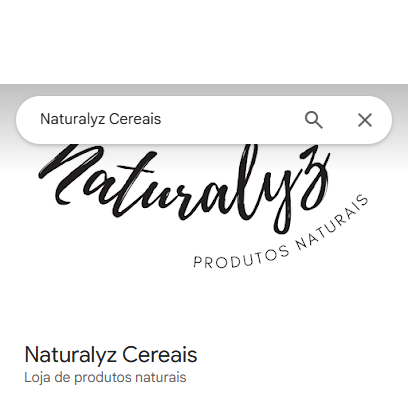 Naturalyz Cereais
Naturalyz
PRODUTOS NATURAIS
Naturalyz Cereais
Loja de produtos naturais